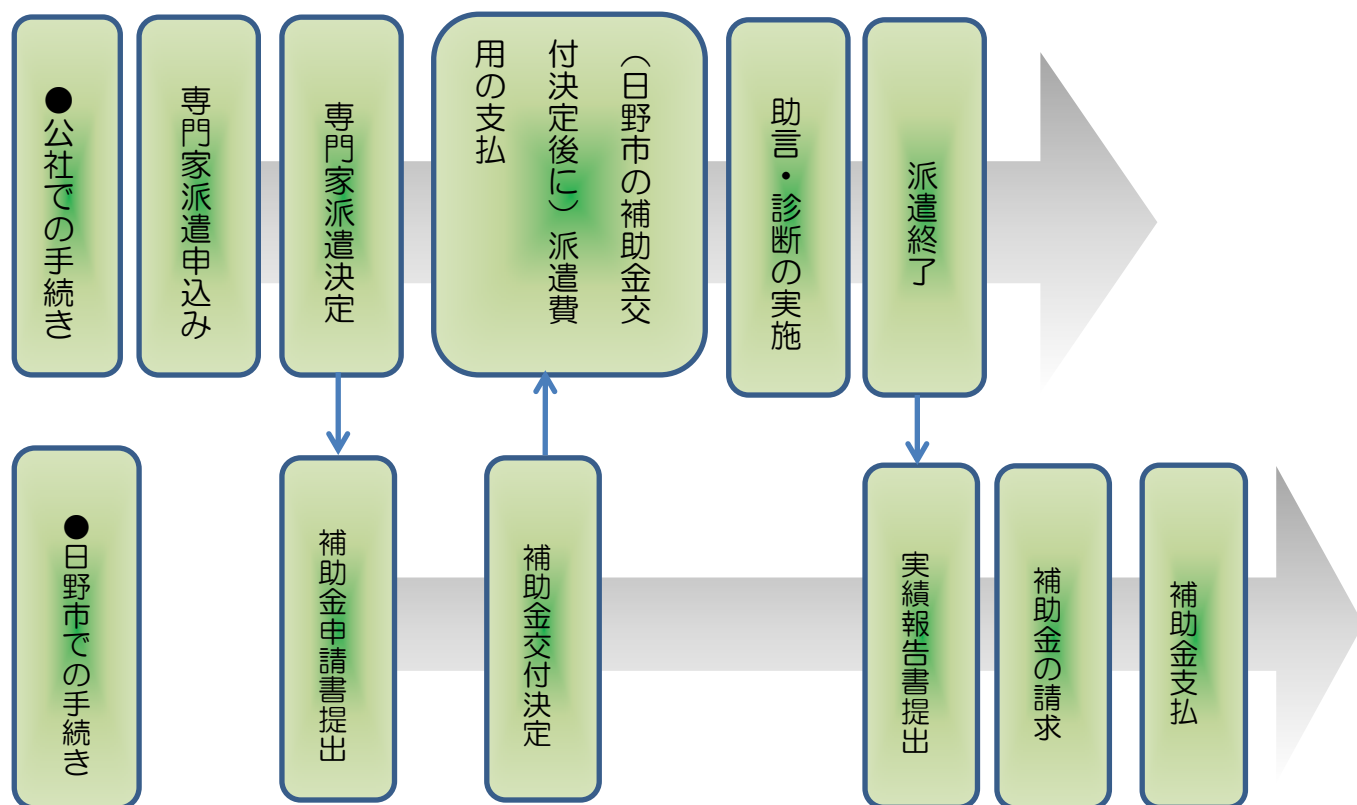 ●公社での手続き
専門家派遣申込み
専門家派遣決定
（日野市の補助金交
付決定後に）派遣費
用の支払
助言・診断の実施
派遣終了
●日野市での手続き
補助金申請書提出
補助金交付決定
実績報告書提出
補助金の請求
補助金支払